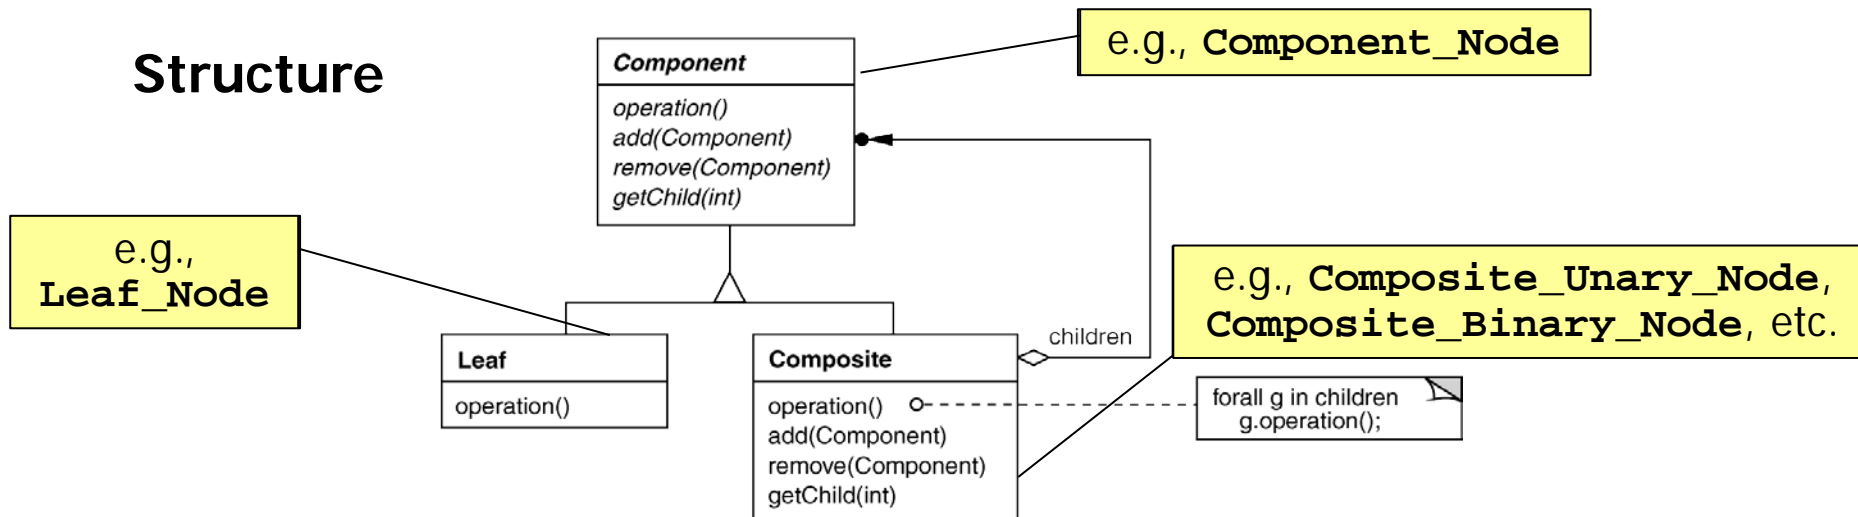 Structure
Component
operation()
add(Component)
remove(Component)
getChild(int)
e.g., Component_Node
e.g.,
Leaf_Node
e.g., Composite_Unary_Node,
Composite_Binary_Node, etc.
children
Leaf
operation()
Composite
operation()
add(Component)
remove(Component)
getChild(int)
forall g in children
g.operation();